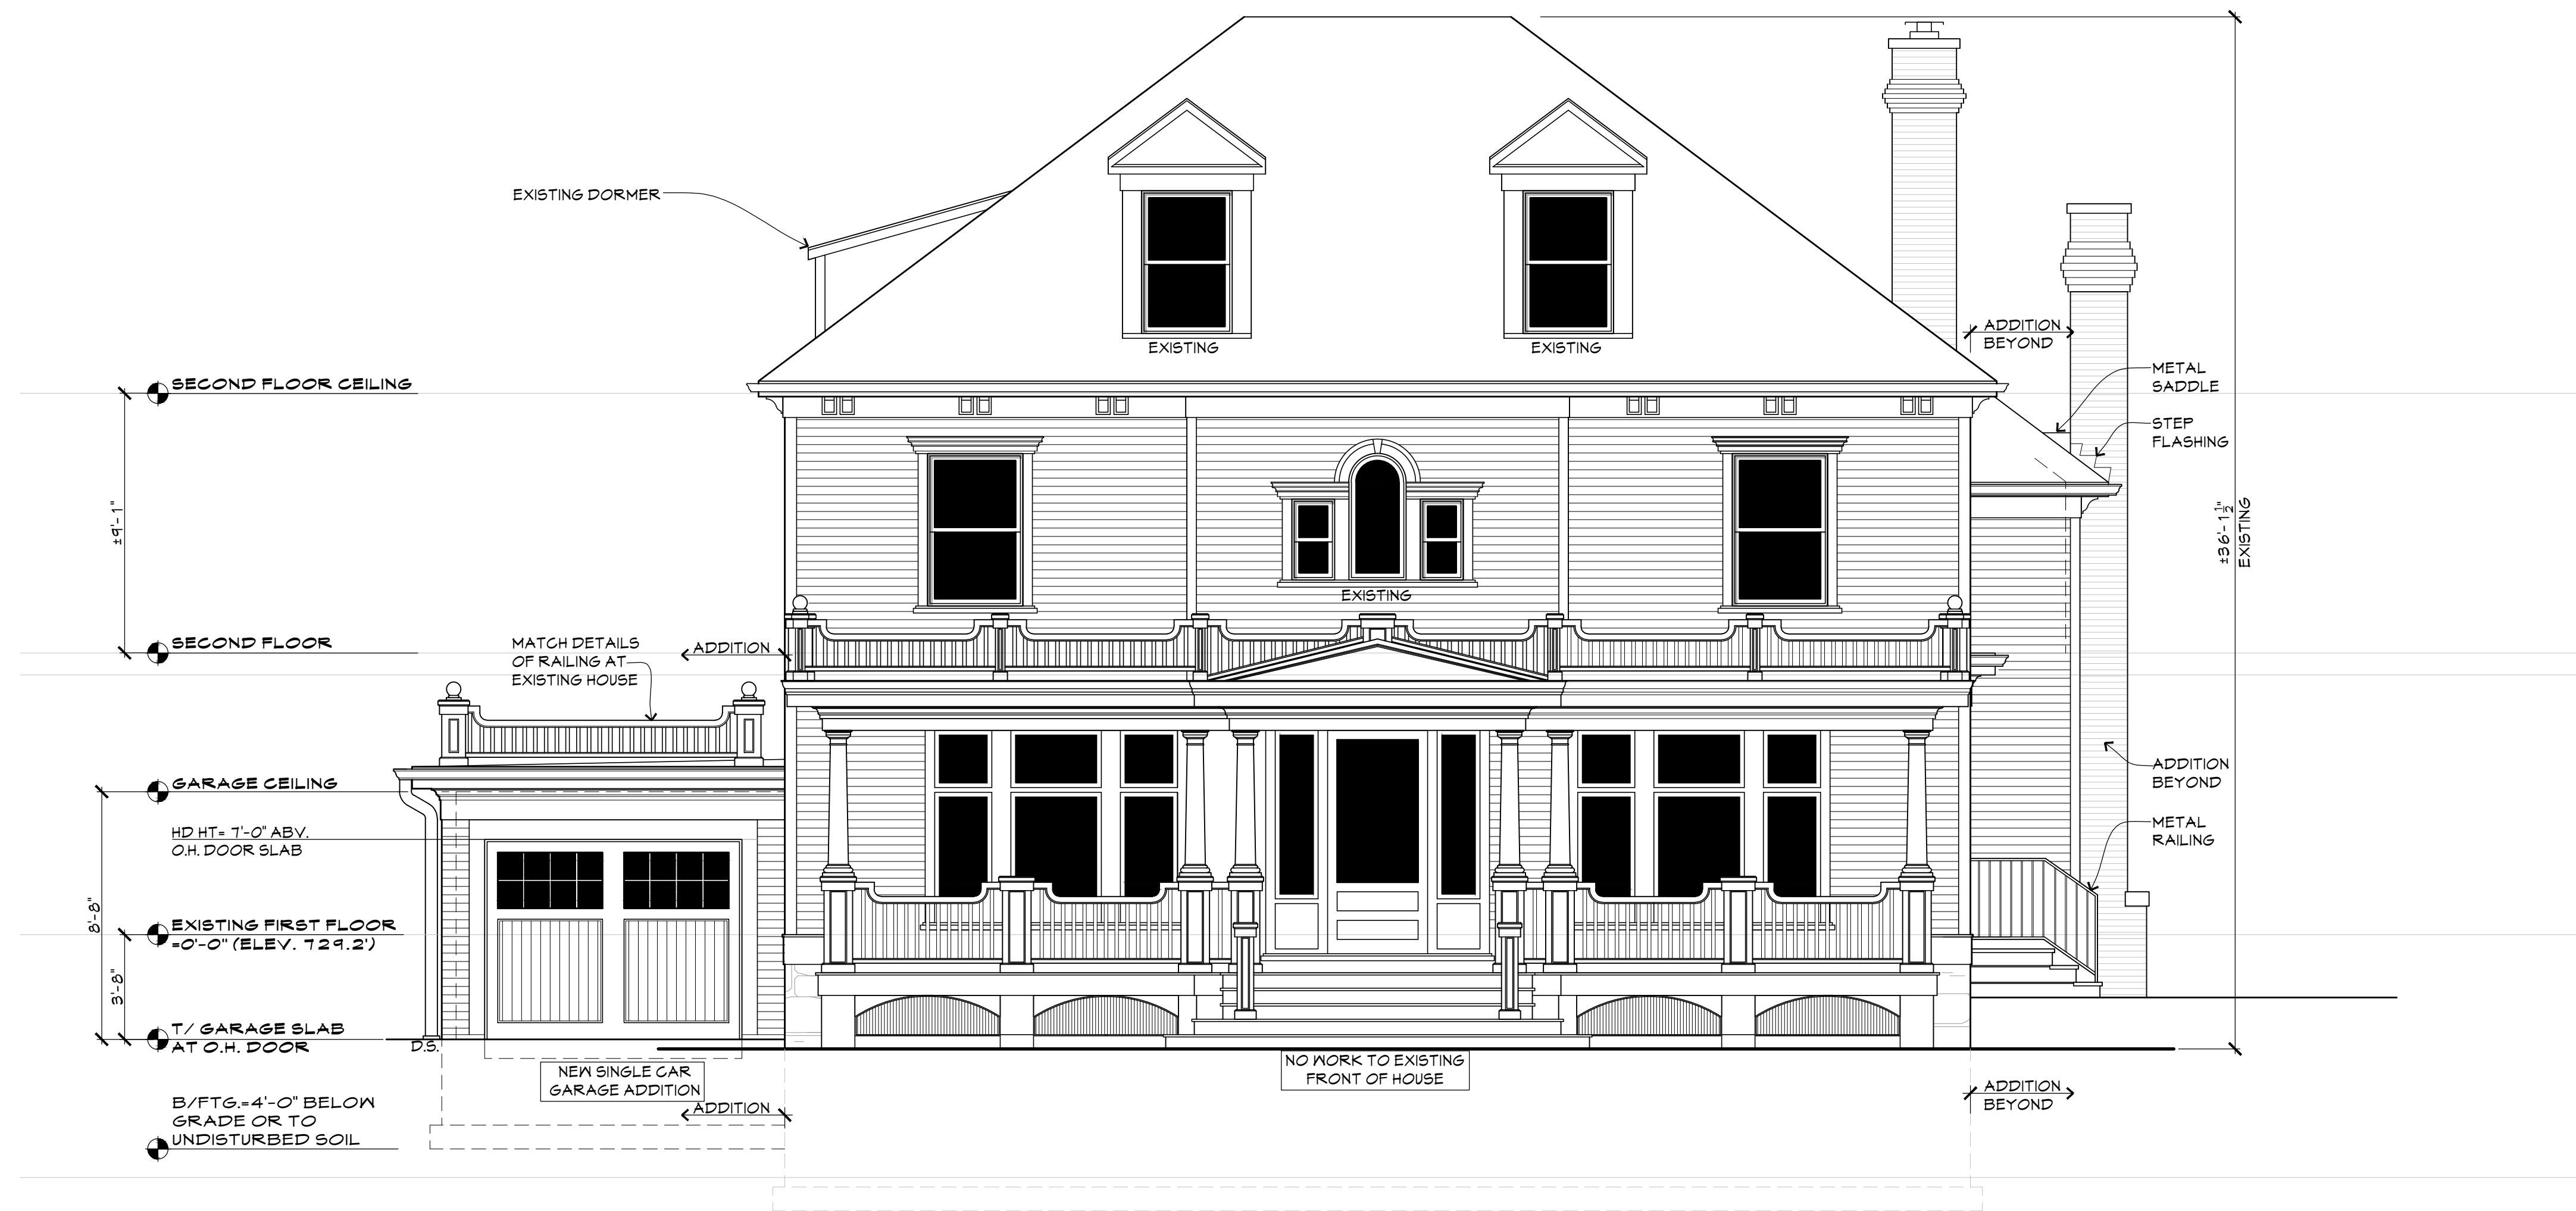 EXISTING DORMER
EXISTING
EXISTING
ADDITION
BEYOND
METAL
SADDLE
STEP
FLASHING
SECOND FLOOR CEILING
±9'-1"
±36'-1 1/2"
EXISTING
EXISTING
SECOND FLOOR
MATCH DETAILS
OF RAILING AT
EXISTING HOUSE
ADDITION
GARAGE CEILING
ADDITION
BEYOND
HD HT= 7'-0" ABV.
O.H. DOOR SLAB
METAL
RAILING
8'-8"
EXISTING FIRST FLOOR
=0'-0" (ELEV. 729.2')
3'-8"
T/ GARAGE SLAB
AT O.H. DOOR
D.S.
NEW SINGLE CAR
GARAGE ADDITION
NO WORK TO EXISTING
FRONT OF HOUSE
ADDITION
BEYOND
B/FTG.=4'-0" BELOW
GRADE OR TO
UNDISTURBED SOIL
ADDITION